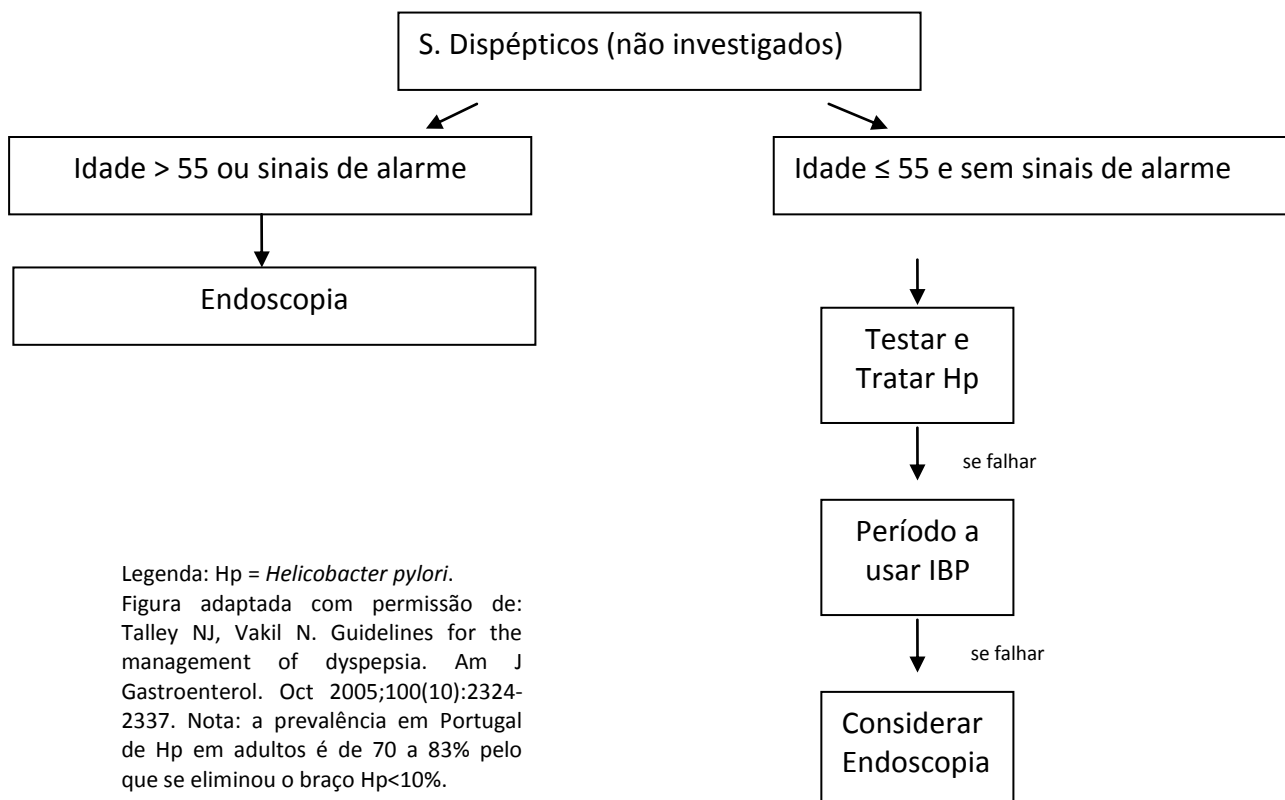 S. Dispépticos (não investigados)
Idade > 55 ou sinais de alarme
Idade ≤ 55 e sem sinais de alarme
Endoscopia
Testar e
Tratar Hp
se falhar
Período a
usar IBP
se falhar
Considerar
Endoscopia
Legenda: Hp = Helicobacter pylori.
Figura adaptada com permissão de:
Talley NJ, Vakil N. Guidelines for the
management of dyspepsia. Am J
Gastroenterol. Oct 2005;100(10):2324-
2337. Nota: a prevalência em Portugal
de Hp em adultos é de 70 a 83% pelo
que se eliminou o braço Hp<10%.